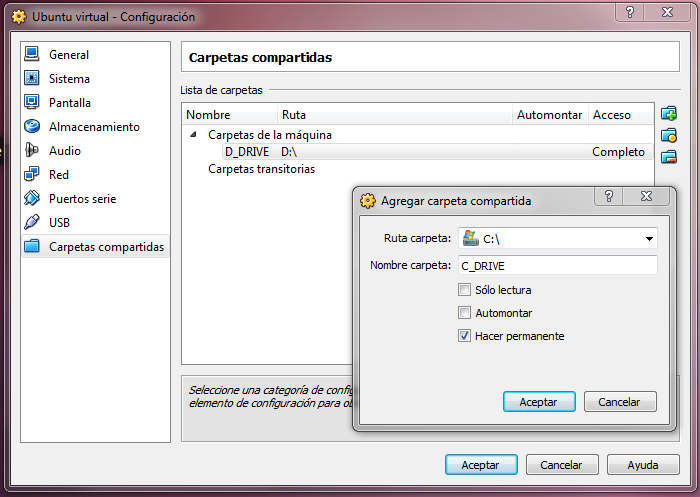 Ubuntu virtual - Configuración
General
Sistema
Pantalla
Almacenamiento
Audio
Red
Puertos serie
USB
Carpetas compartidas
Carpetas compartidas
Lista de carpetas
Nombre Ruta Automontar Acceso
Carpetas de la máquina
D_DRIVE D:\ Completo
Carpetas transitorias
Agregar carpeta compartida
Ruta carpeta: C:\
Nombre carpeta: C_DRIVE
Sólo lectura
Automontar
Hacer permanente
Aceptar Cancelar
Seleccione una categoría de config
elemento de configuración para ob
Aceptar Cancelar Ayuda